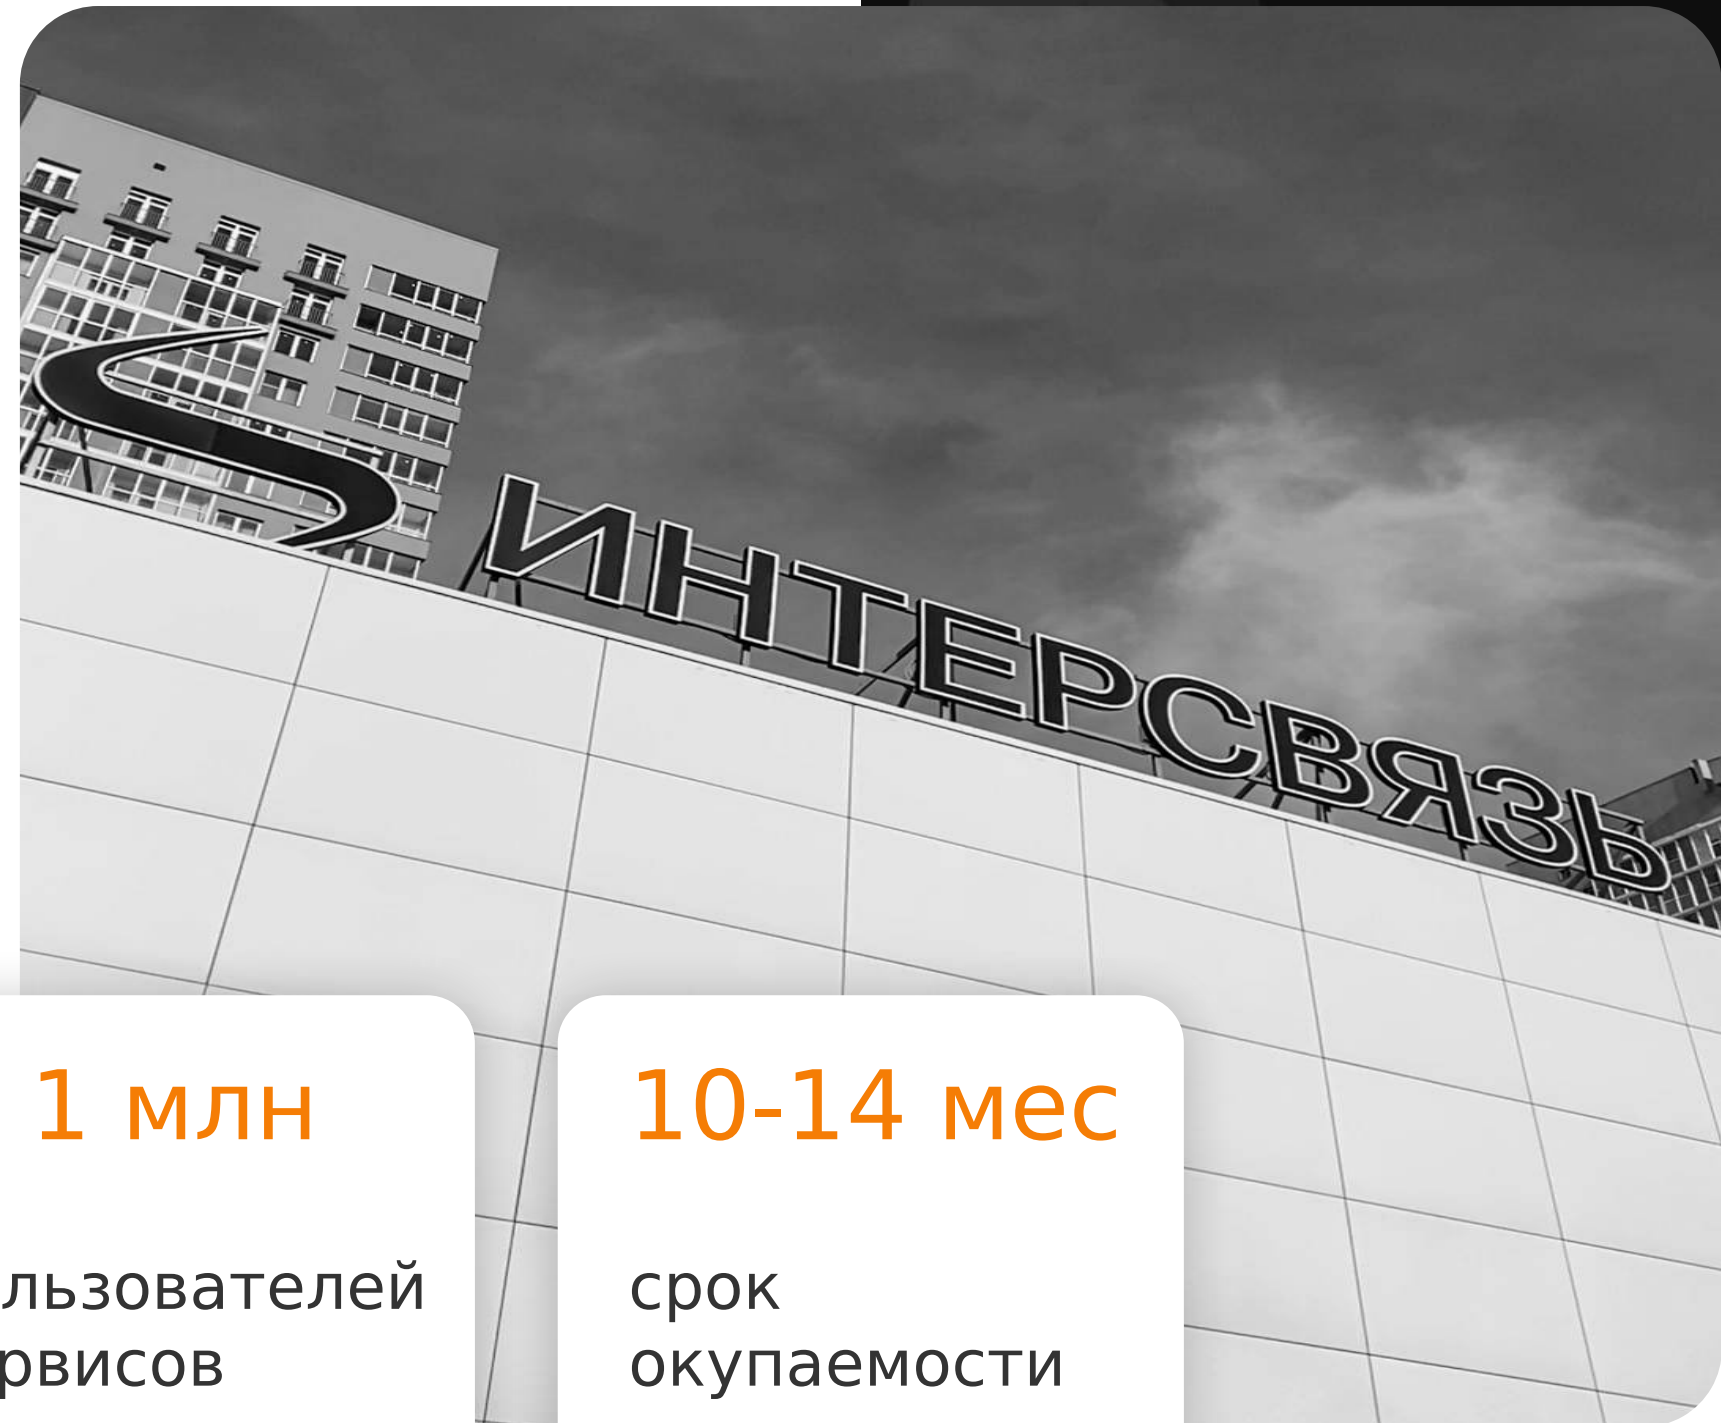 ИНТЕРСВЯЗЬ
1 млн
льзователей
рвисов
10-14 мес
срок
окупаемости